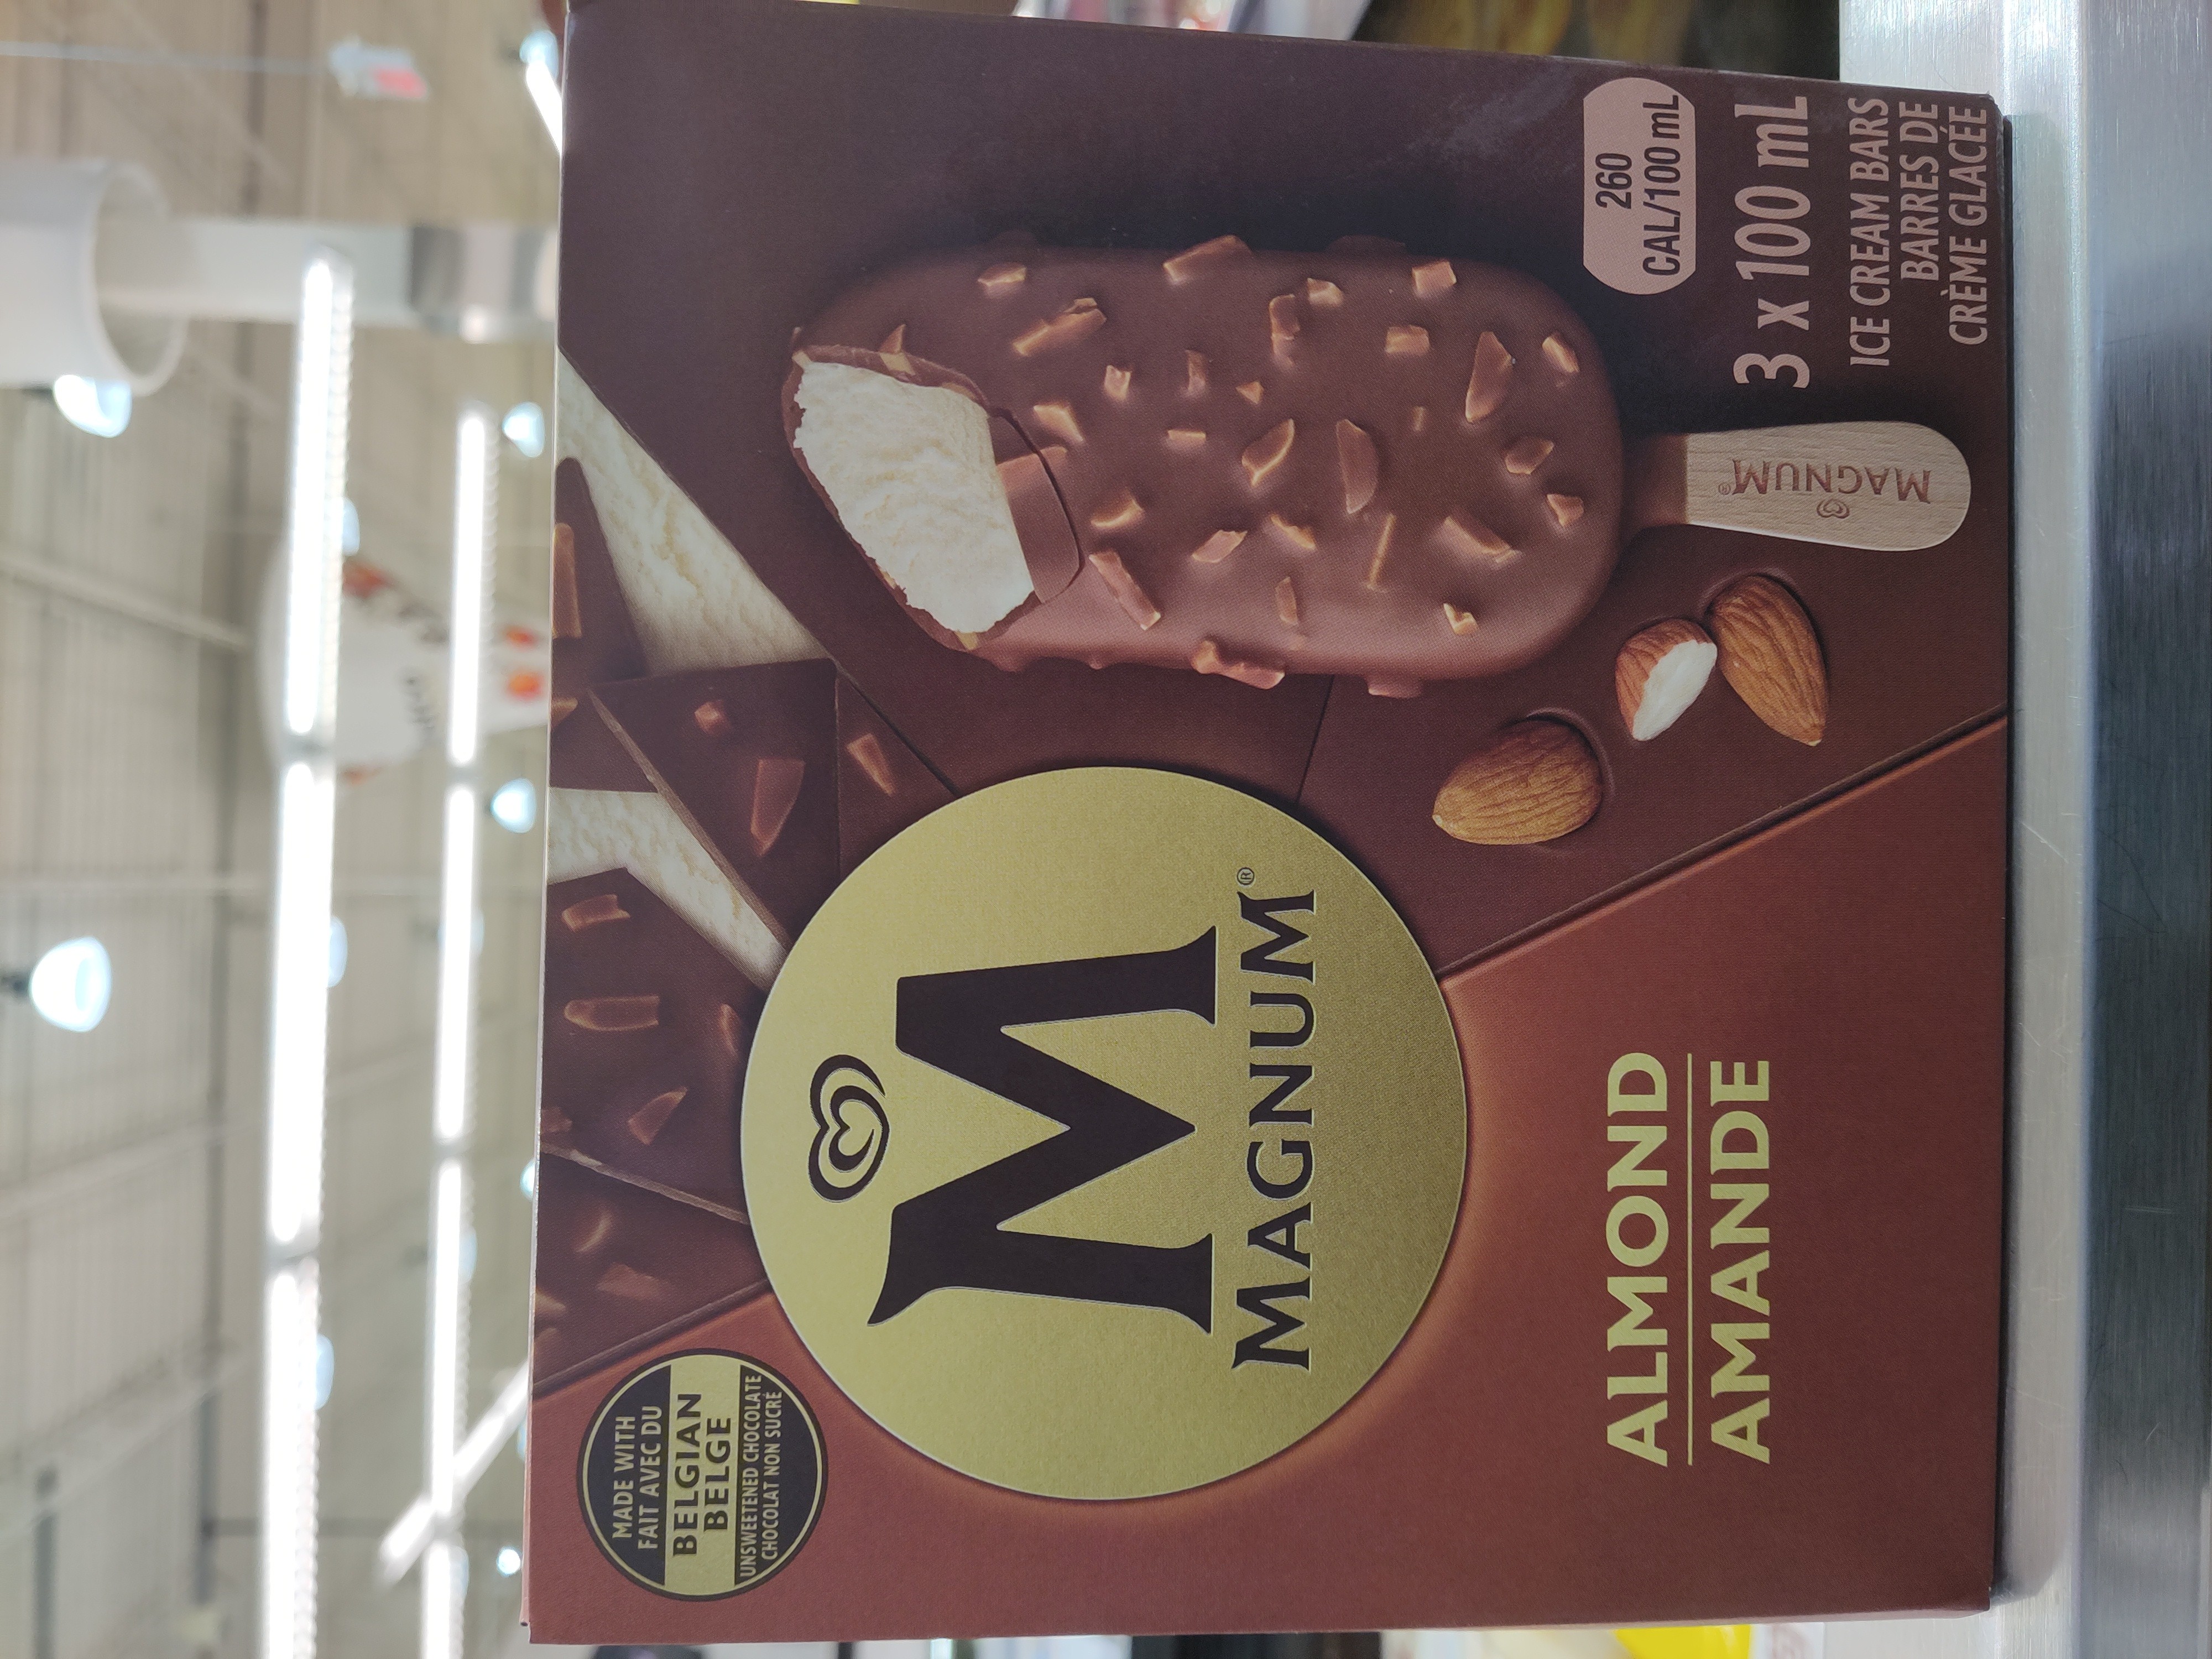 MADE WITH
FAIT AVEC DU
BELGIAN
BELGE
UNSWEETENED CHOCOLATE
CHOCOLAT NON SUCRÉ
M
MAGNUM®
ALMOND
AMANDE
MAGNUM®
260
CAL/100 mL
3 x 100 mL
ICE CREAM BARS
BARRES DE
CRÈME GLACÉE